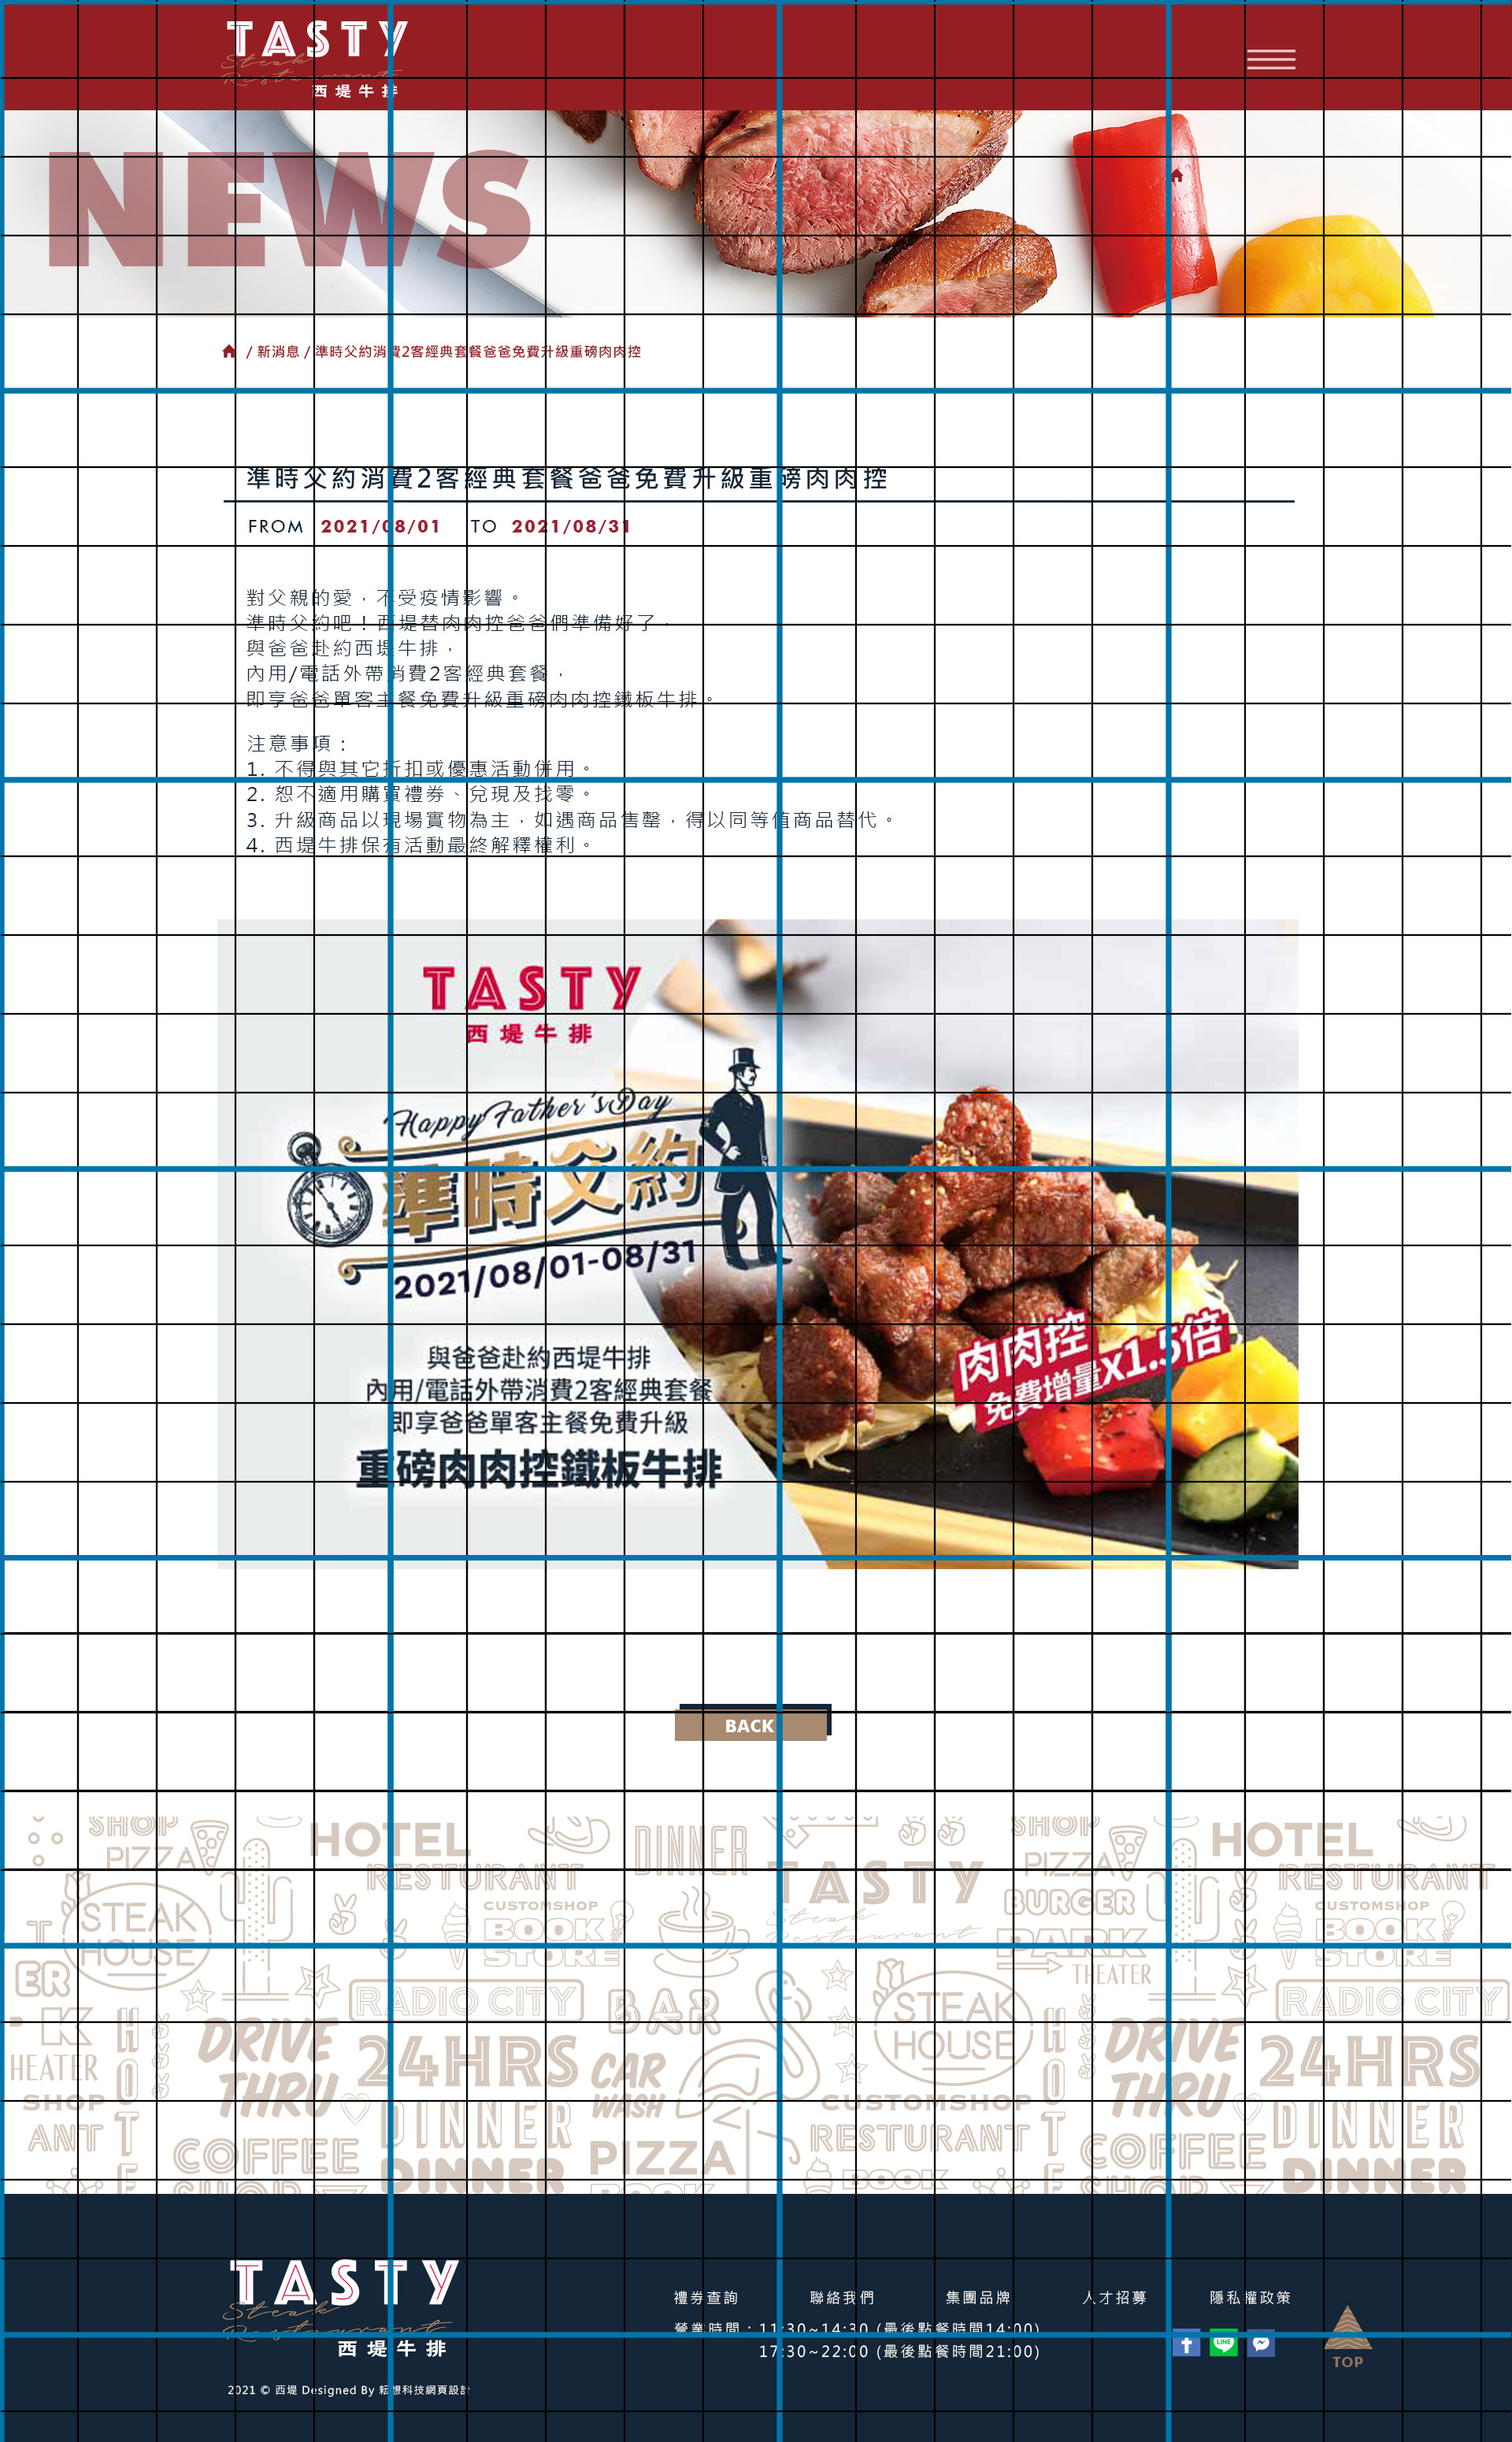 TASTY
Steak
Restaurant
西堤牛排
NEWS
/ 新消息 / 準時父約消費2客經典套餐爸爸免費升級重磅肉肉控
準時父約消費2客經典套餐爸爸免費升級重磅肉肉控
FROM 2021/08/01 TO 2021/08/31
對父親的愛，不受疫情影響。
準時父約吧！西堤替肉肉控爸爸們準備好了，
與爸爸赴約西堤牛排，
內用/電話外帶消費2客經典套餐，
即享爸爸單客主餐免費升級重磅肉肉控鐵板牛排。
注意事項：
1. 不得與其它折扣或優惠活動併用。
2. 恕不適用購買禮券、兌現及找零。
3. 升級商品以現場實物為主，如遇商品售罄，得以同等值商品替代。
4. 西堤牛排保有活動最終解釋權利。
TASTY
西堤牛排
Happy Father's Day
準時父約
2021/08/01-08/31
與爸爸赴約西堤牛排
內用/電話外帶消費2客經典套餐
即享爸爸單客主餐免費升級
重磅肉肉控鐵板牛排
肉肉控
免費增量x1.5倍
BACK
SHOP
PIZZA
HOTEL
RESTURANT
DINNER
TASTY
Steak
Restaurant
SHOP
PIZZA
BURGER
PARK
THEATER
HOTEL
RESTURANT
STEAK
HOUSE
CUSTOMSHOP
BOOK
STORE
CUSTOMSHOP
BOOK
STORE
ER
K
HEATER
SHOP
ANT
HOTE
DRIVE
THRU
RADIO CITY
24HRS
BAR
CAR
WASH
STEAK
HOUSE
CUSTOMSHOP
RESTURANT
BOOK
HOTE
DRIVE
THRU
RADIO CITY
24HRS
COFFEE
SHOP
DINNER
DINNER
PIZZA
BOOK
COFFEE
SHOP
DINNER
DINNER
TASTY
Steak
Restaurant
西堤牛排
2021 © 西堤 Designed By 耘想科技網頁設計
禮券查詢 聯絡我們 集團品牌 人才招募 隱私權政策
營業時間：11:30~14:30 (最後點餐時間14:00)
17:30~22:00 (最後點餐時間21:00)
LINE
TOP